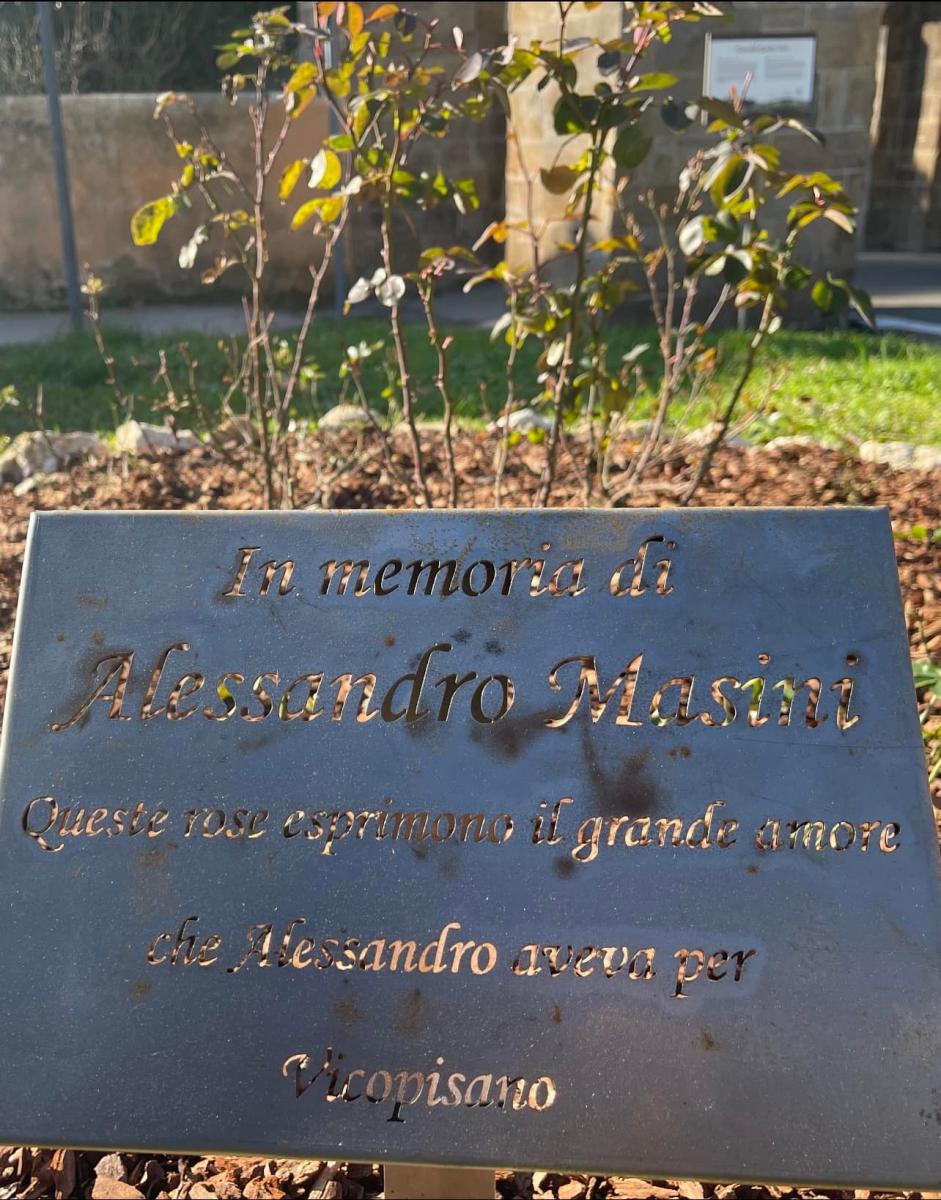 In memoria di
Alessandro Masini
Queste rose esprimono il grande amore
che Alessandro aveva per
Vicopisano